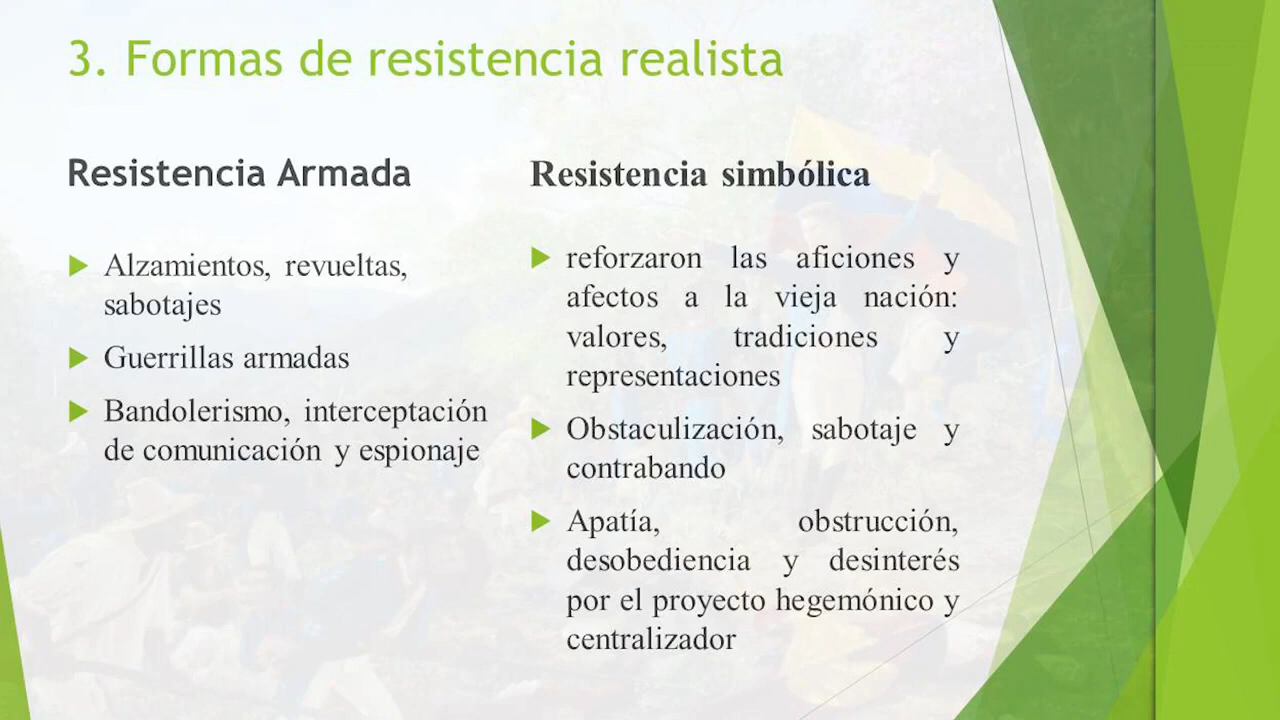 3. Formas de resistencia realista
Resistencia Armada
Alzamientos, revueltas,
sabotajes
Guerrillas armadas
Bandolerismo, interceptación
de comunicación y espionaje
Resistencia simbólica
reforzaron las aficiones y
afectos a la vieja nación:
valores, tradiciones y
representaciones
Obstaculización, sabotaje y
contrabando
Apatía, obstrucción,
desobediencia y desinterés
por el proyecto hegemónico y
centralizador